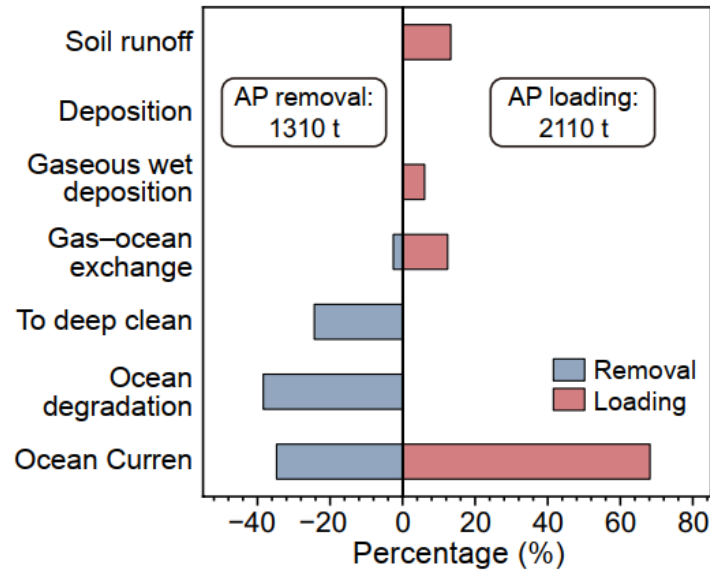 Soil runoff
Deposition
Gaseous wet
deposition
Gas–ocean
exchange
To deep clean
Ocean
degradation
Ocean Curren
AP removal:
1310 t
AP loading:
2110 t
Removal
Loading
−40 −20 0 20 40 60 80
Percentage (%)